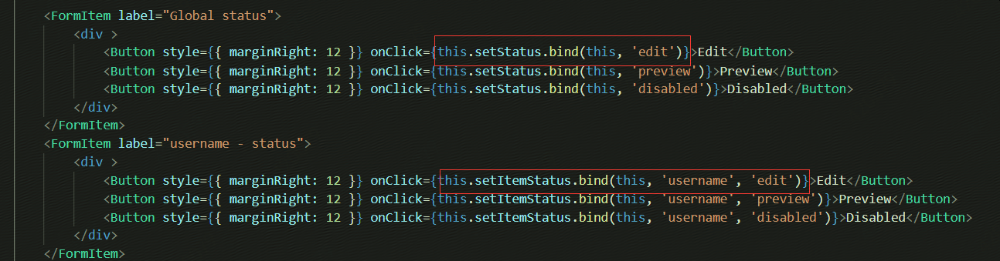 <FormItem label="Global status">
<div >
<Button style={{ marginRight: 12 }} onClick={this.setStatus.bind(this, 'edit')}>Edit</Button>
<Button style={{ marginRight: 12 }} onClick={this.setStatus.bind(this, 'preview')}>Preview</Button>
<Button style={{ marginRight: 12 }} onClick={this.setStatus.bind(this, 'disabled')}>Disabled</Button>
</div>
</FormItem>
<FormItem label="username - status">
<div >
<Button style={{ marginRight: 12 }} onClick={this.setItemStatus.bind(this, 'username', 'edit')}>Edit</Button>
<Button style={{ marginRight: 12 }} onClick={this.setItemStatus.bind(this, 'username', 'preview')}>Preview</Button>
<Button style={{ marginRight: 12 }} onClick={this.setItemStatus.bind(this, 'username', 'disabled')}>Disabled</Button>
</div>
</FormItem>